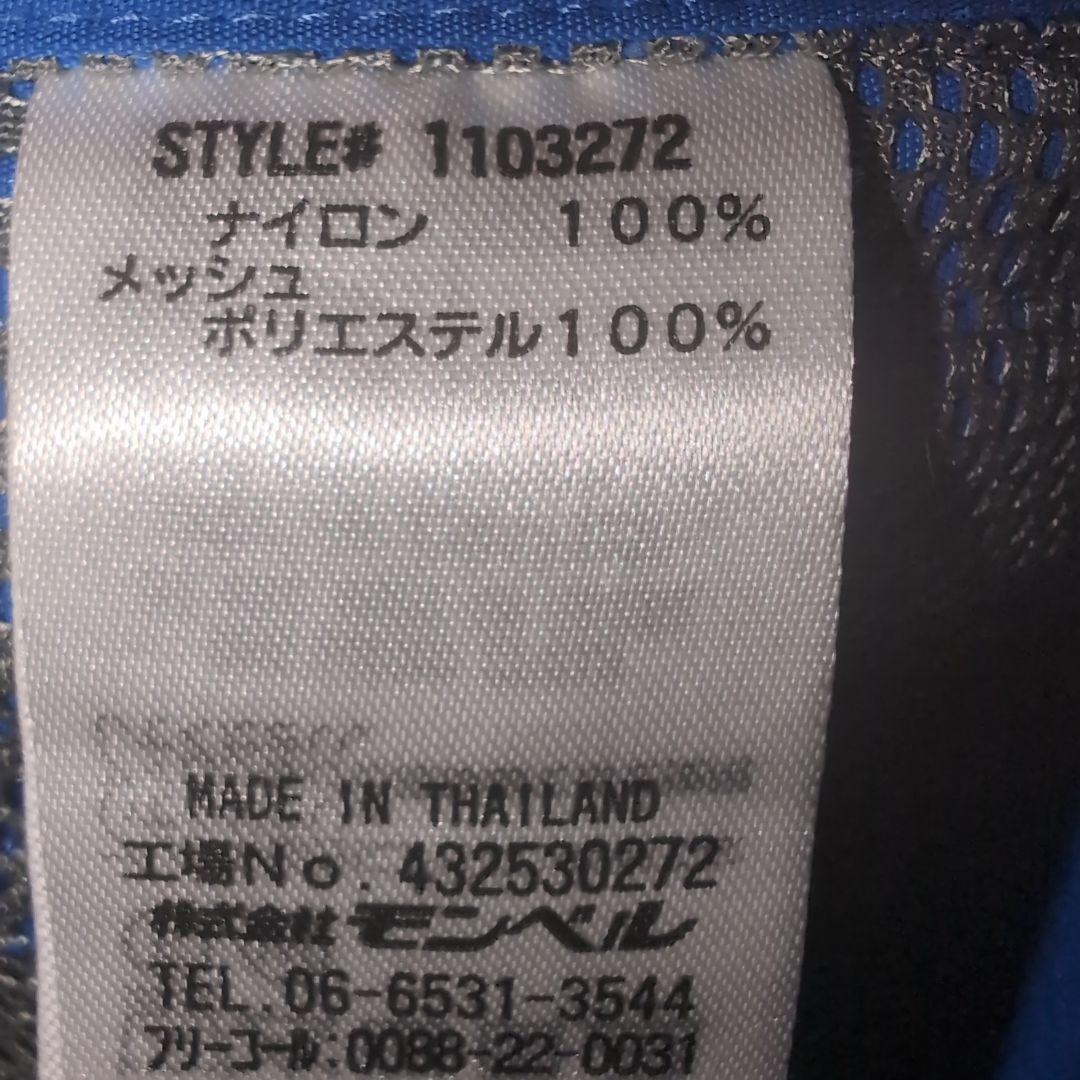 STYLE# 1103272
ナイロン 100%
メッシュ
ポリエステル100%
MADE IN THAILAND
工場No. 432530272
株式会社モンベル
TEL.06-6531-3544
フリーコール:0088-22-0031